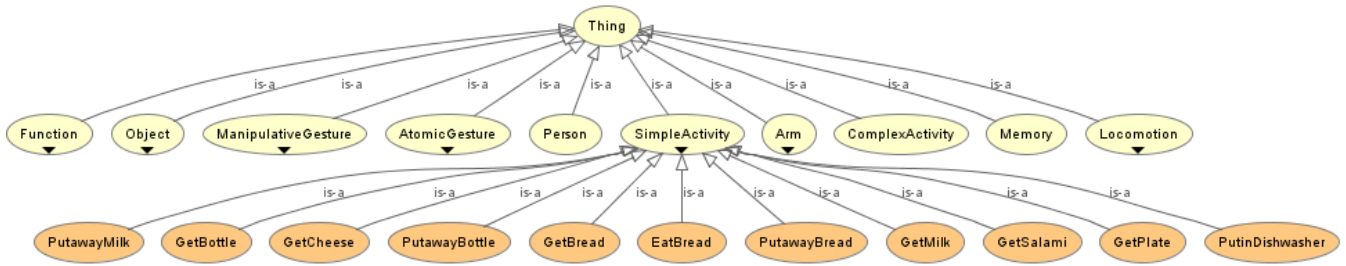 Thing
is-a is-a is-a is-a is-a is-a is-a is-a is-a is-a
Function Object ManipulativeGesture AtomicGesture Person SimpleActivity Arm ComplexActivity Memory Locomotion
is-a is-a is-a is-a is-a is-a is-a is-a is-a is-a is-a
PutawayMilk GetBottle GetCheese PutawayBottle GetBread EatBread PutawayBread GetMilk GetSalami GetPlate PutinDishwasher